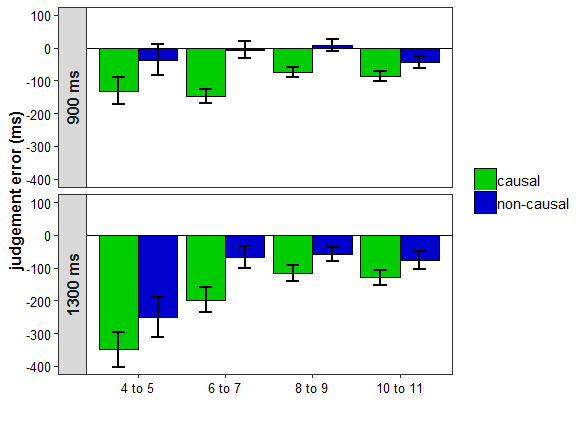 judgement error (ms)
900 ms
100
0
-100
-200
-300
-400
1300 ms
100
0
-100
-200
-300
-400
4 to 5 6 to 7 8 to 9 10 to 11
causal
non-causal